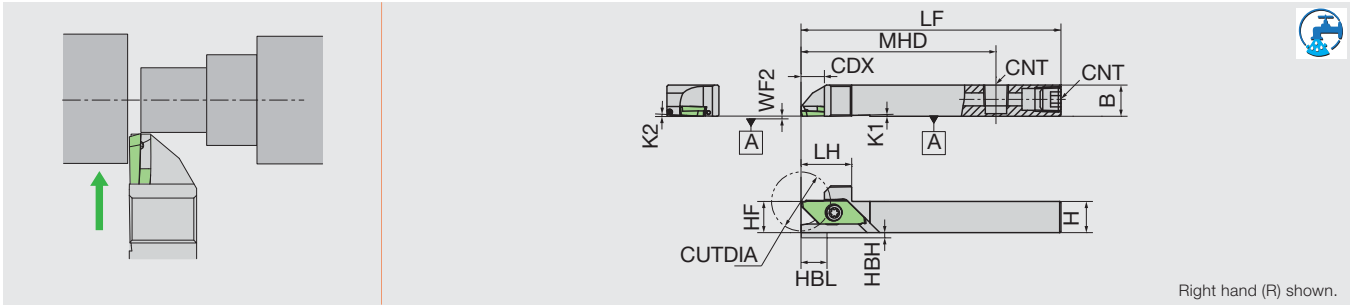 LF
MHD
CDX
CNT
CNT
WF2
B
K2
K1
A
A
LH
HF
H
CUTDIA
HBH
HBL
Right hand (R) shown.